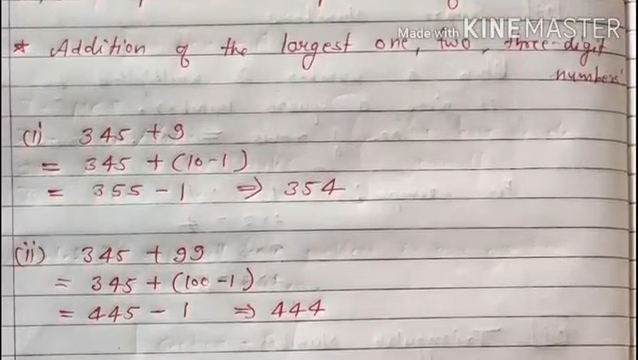 Made with KINEMASTER
* Addition of the largest one, two, three-digit
numbers'
(i) 345 + 9
= 345 + (10-1)
= 355 - 1 ⇒ 354
(ii) 345 + 99
= 345 + (100-1)
= 445 - 1 ⇒ 444